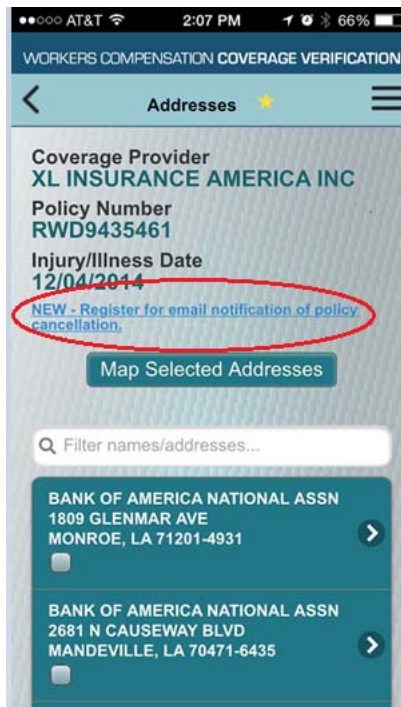 AT&T 2:07 PM 66%
WORKERS COMPENSATION COVERAGE VERIFICATION
Addresses
Coverage Provider
XL INSURANCE AMERICA INC
Policy Number
RWD9435461
Injury/Illness Date
12/04/2014
NEW - Register for email notification of policy
cancellation.
Map Selected Addresses
Filter names/addresses...
BANK OF AMERICA NATIONAL ASSN
1809 GLENMAR AVE
MONROE, LA 71201-4931
BANK OF AMERICA NATIONAL ASSN
2681 N CAUSEWAY BLVD
MANDEVILLE, LA 70471-6435